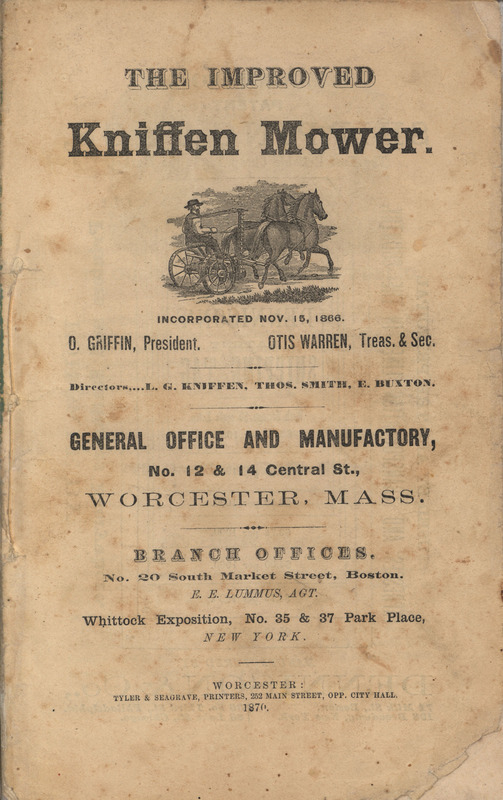 THE IMPROVED
Kniffen Mower.
INCORPORATED NOV. 15, 1866.
O. GRIFFIN, President. OTIS WARREN, Treas. & Sec.
Directors....L. G. KNIFFEN, THOS. SMITH, E. BUXTON.
GENERAL OFFICE AND MANUFACTORY,
No. 12 & 14 Central St.,
WORCESTER, MASS.
BRANCH OFFICES.
No. 20 South Market Street, Boston.
E. E. LUMMUS, AGT.
Whittock Exposition, No. 35 & 37 Park Place,
NEW YORK.
WORCESTER:
TYLER & SEAGRAVE, PRINTERS, 252 MAIN STREET, OPP. CITY HALL.
1870.